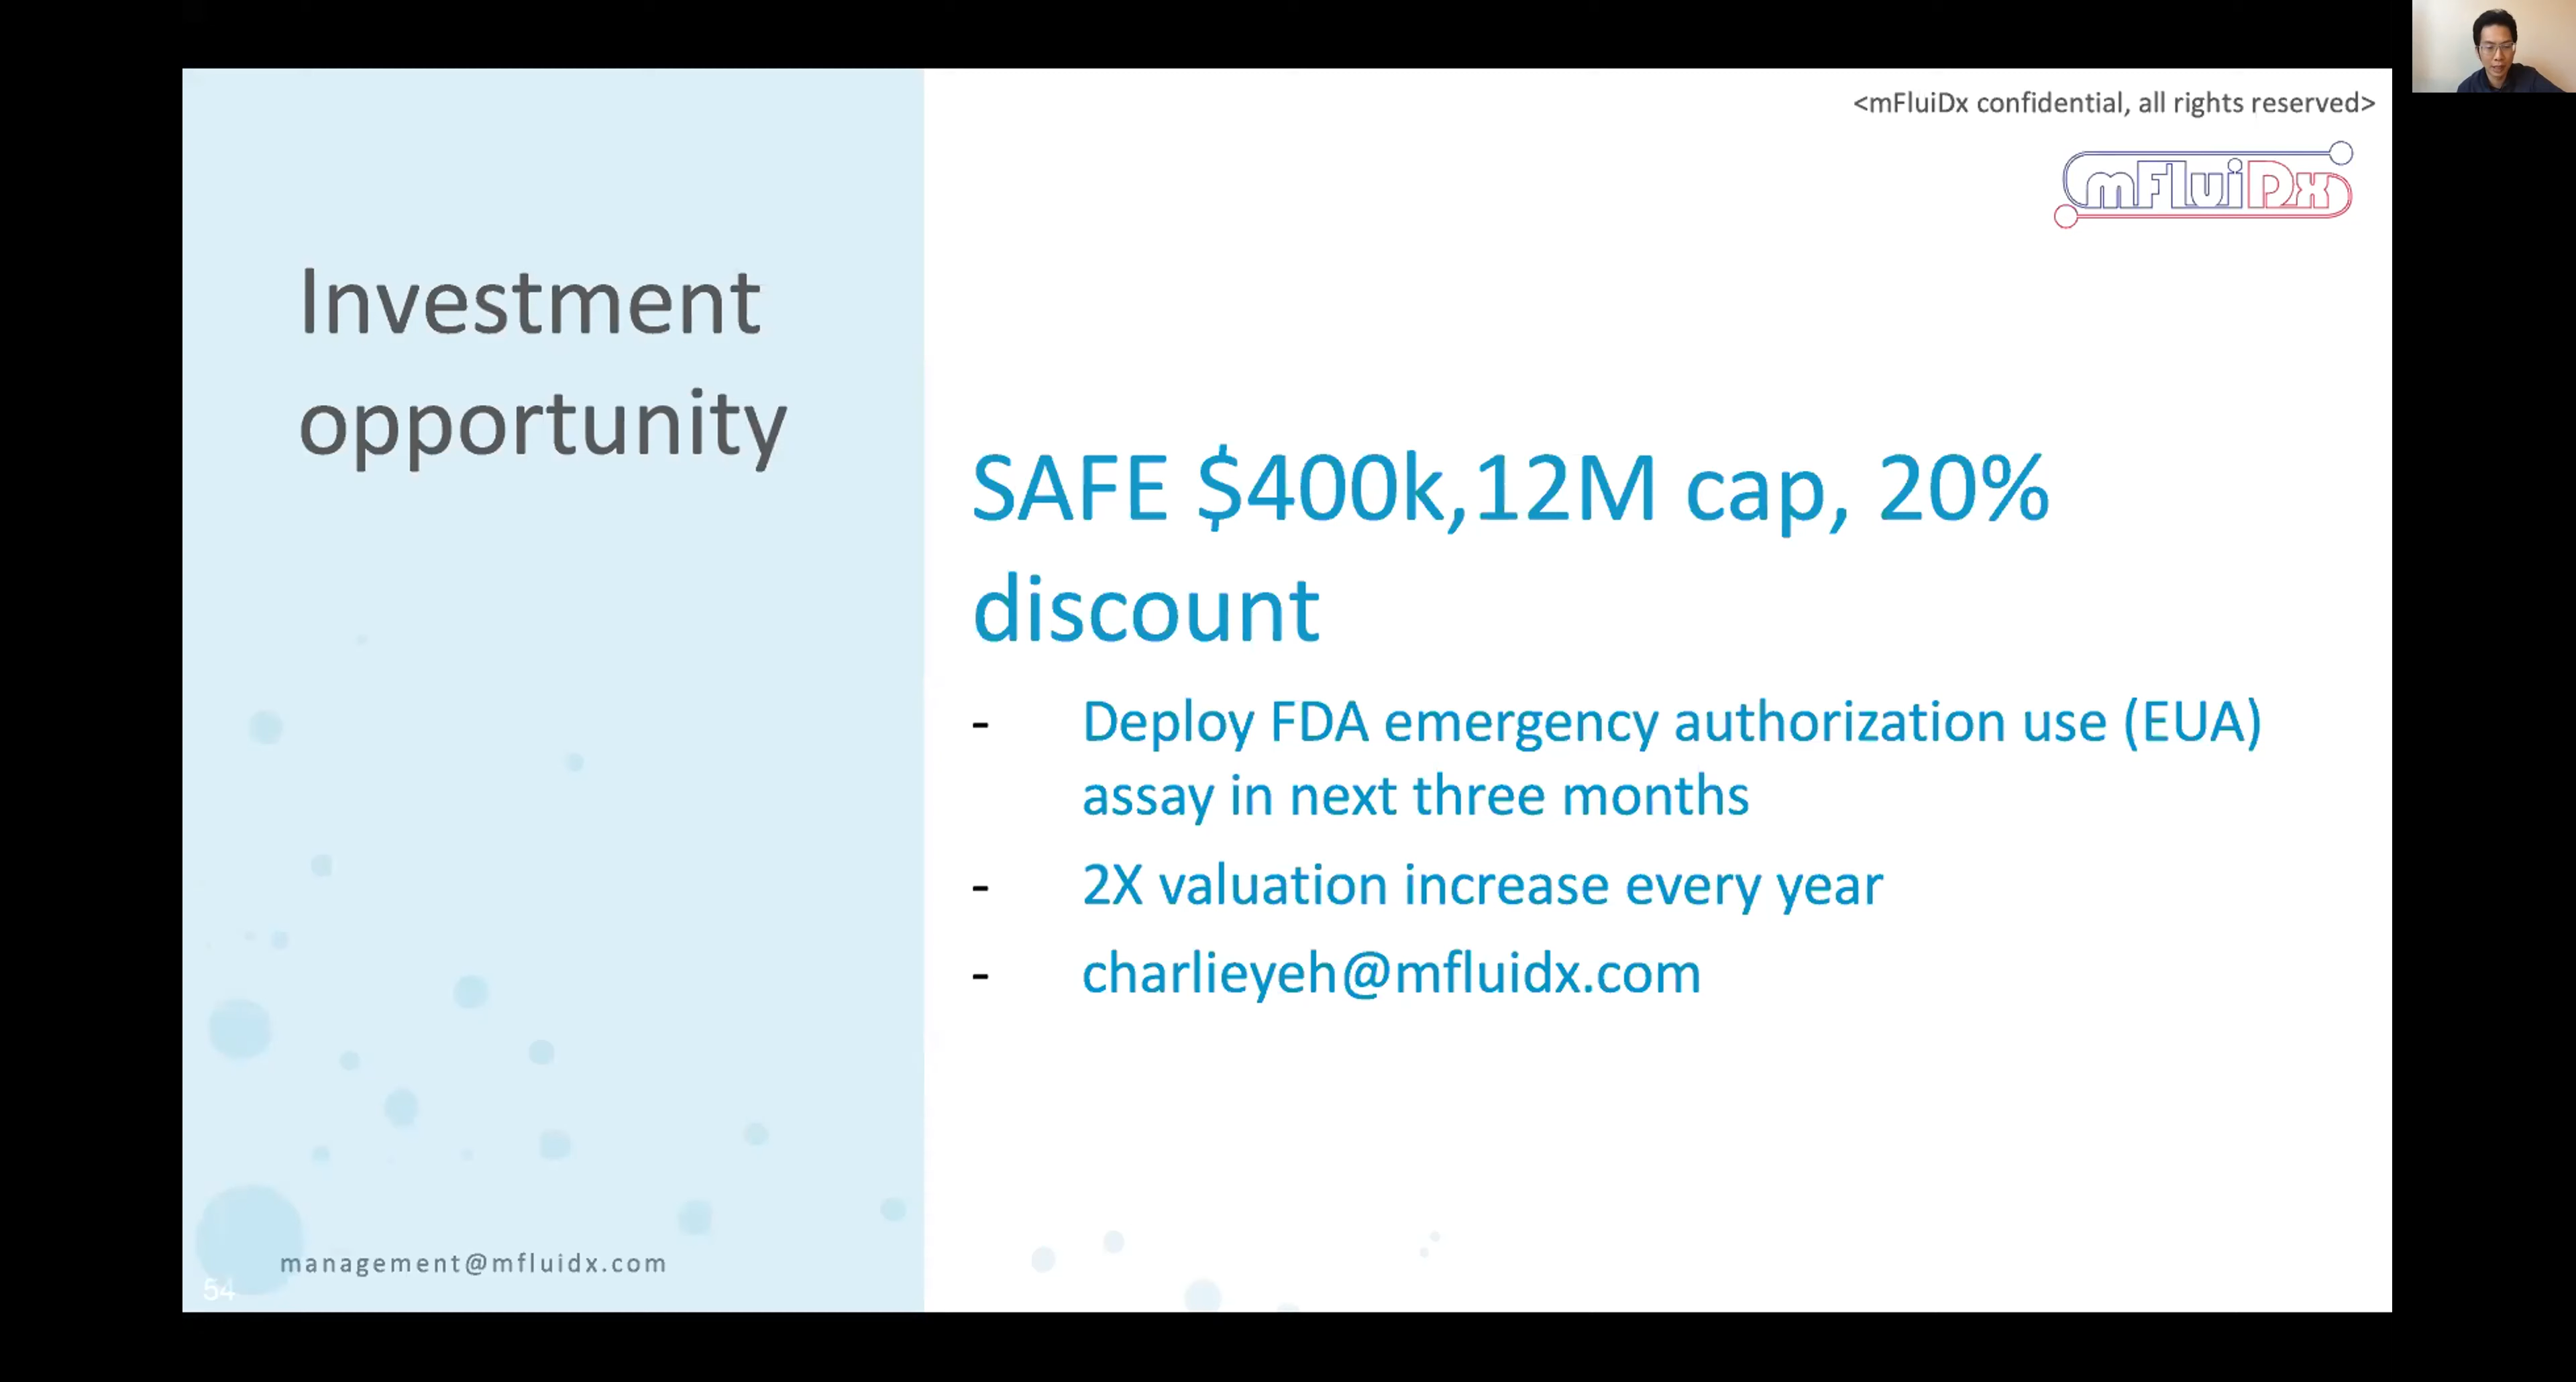 <mFluiDx confidential, all rights reserved>
mFluiDx
Investment
opportunity
SAFE $400k,12M cap, 20%
discount
- Deploy FDA emergency authorization use (EUA)
assay in next three months
- 2X valuation increase every year
- charlieyeh@mfluidx.com
management@mfluidx.com
54